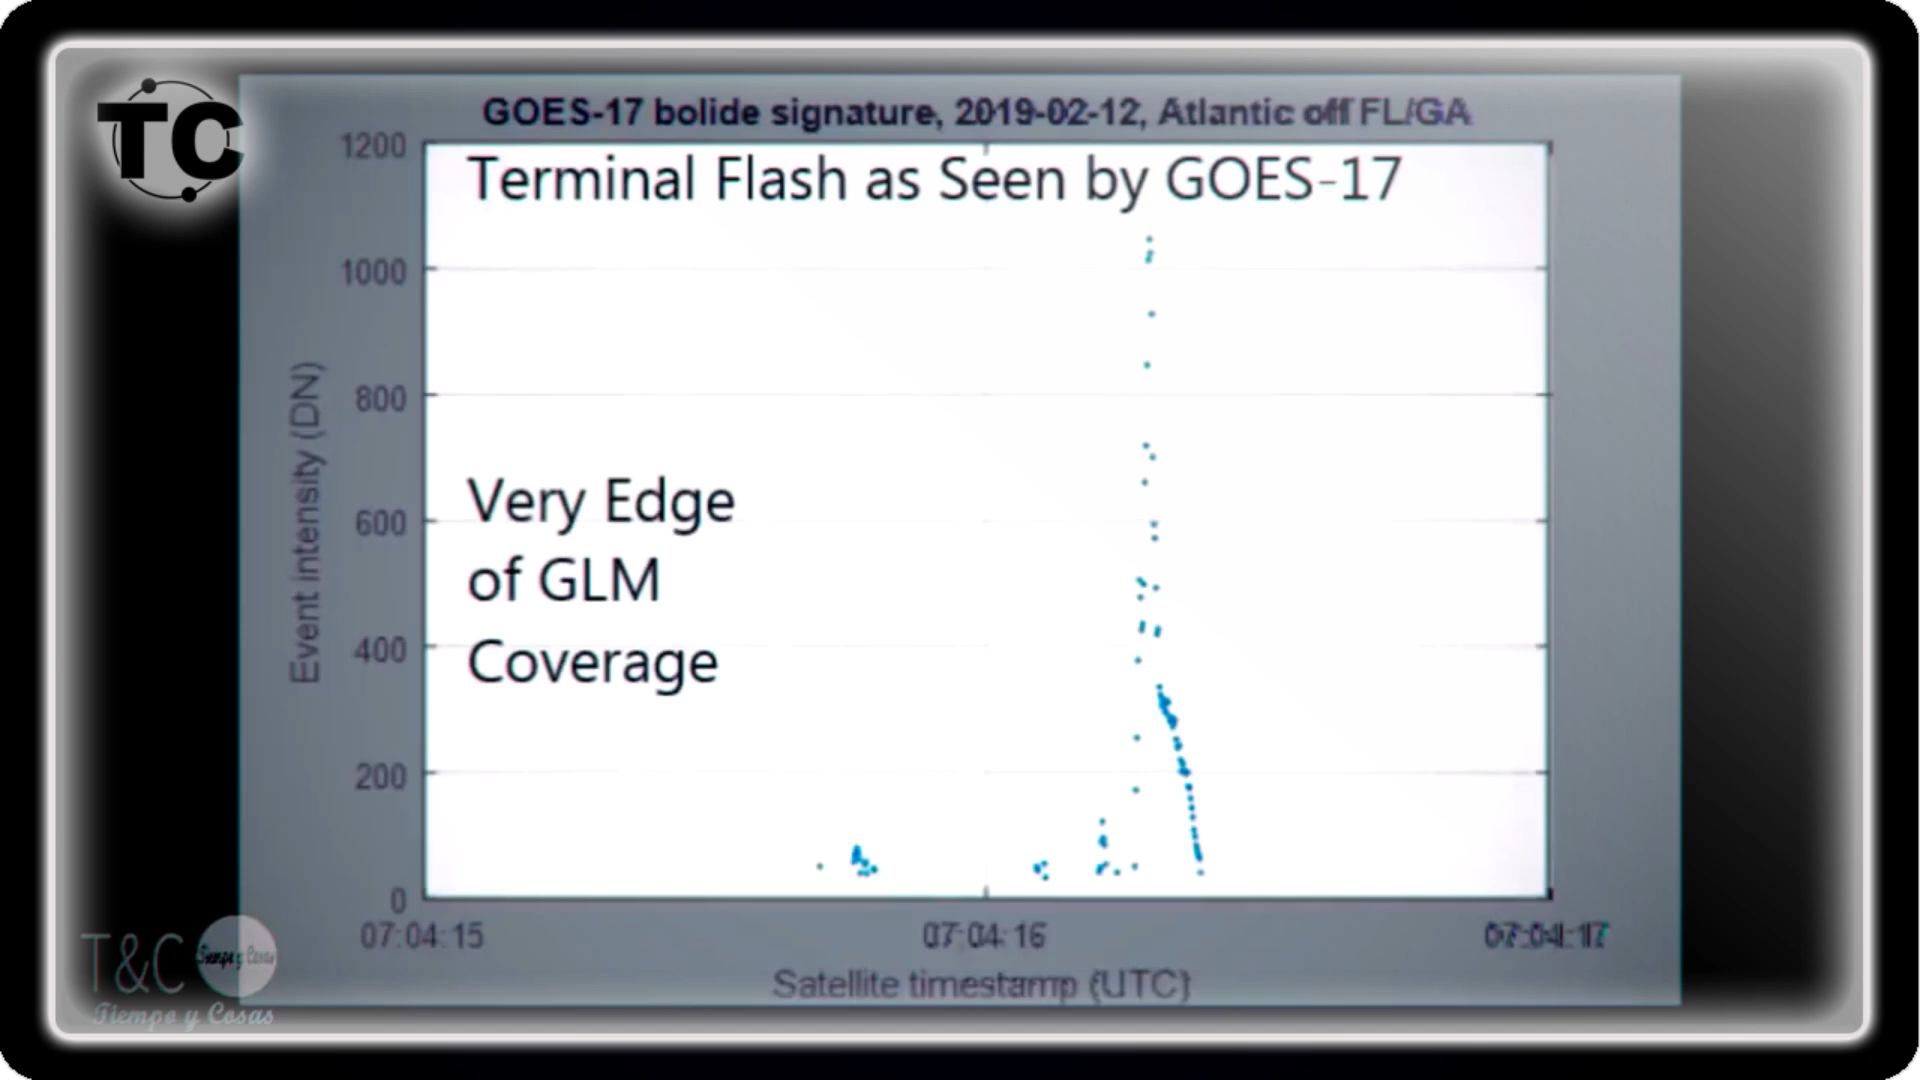 TC
GOES-17 bolide signature, 2019-02-12, Atlantic off FL/GA
Terminal Flash as Seen by GOES-17
Very Edge
of GLM
Coverage
Event intensity (DN)
1200
1000
800
600
400
200
0
07:04:15
07:04:16
07:04:17
Satellite timestamp (UTC)
T&C
Tiempo y Cosas
Tiempo y Cosas